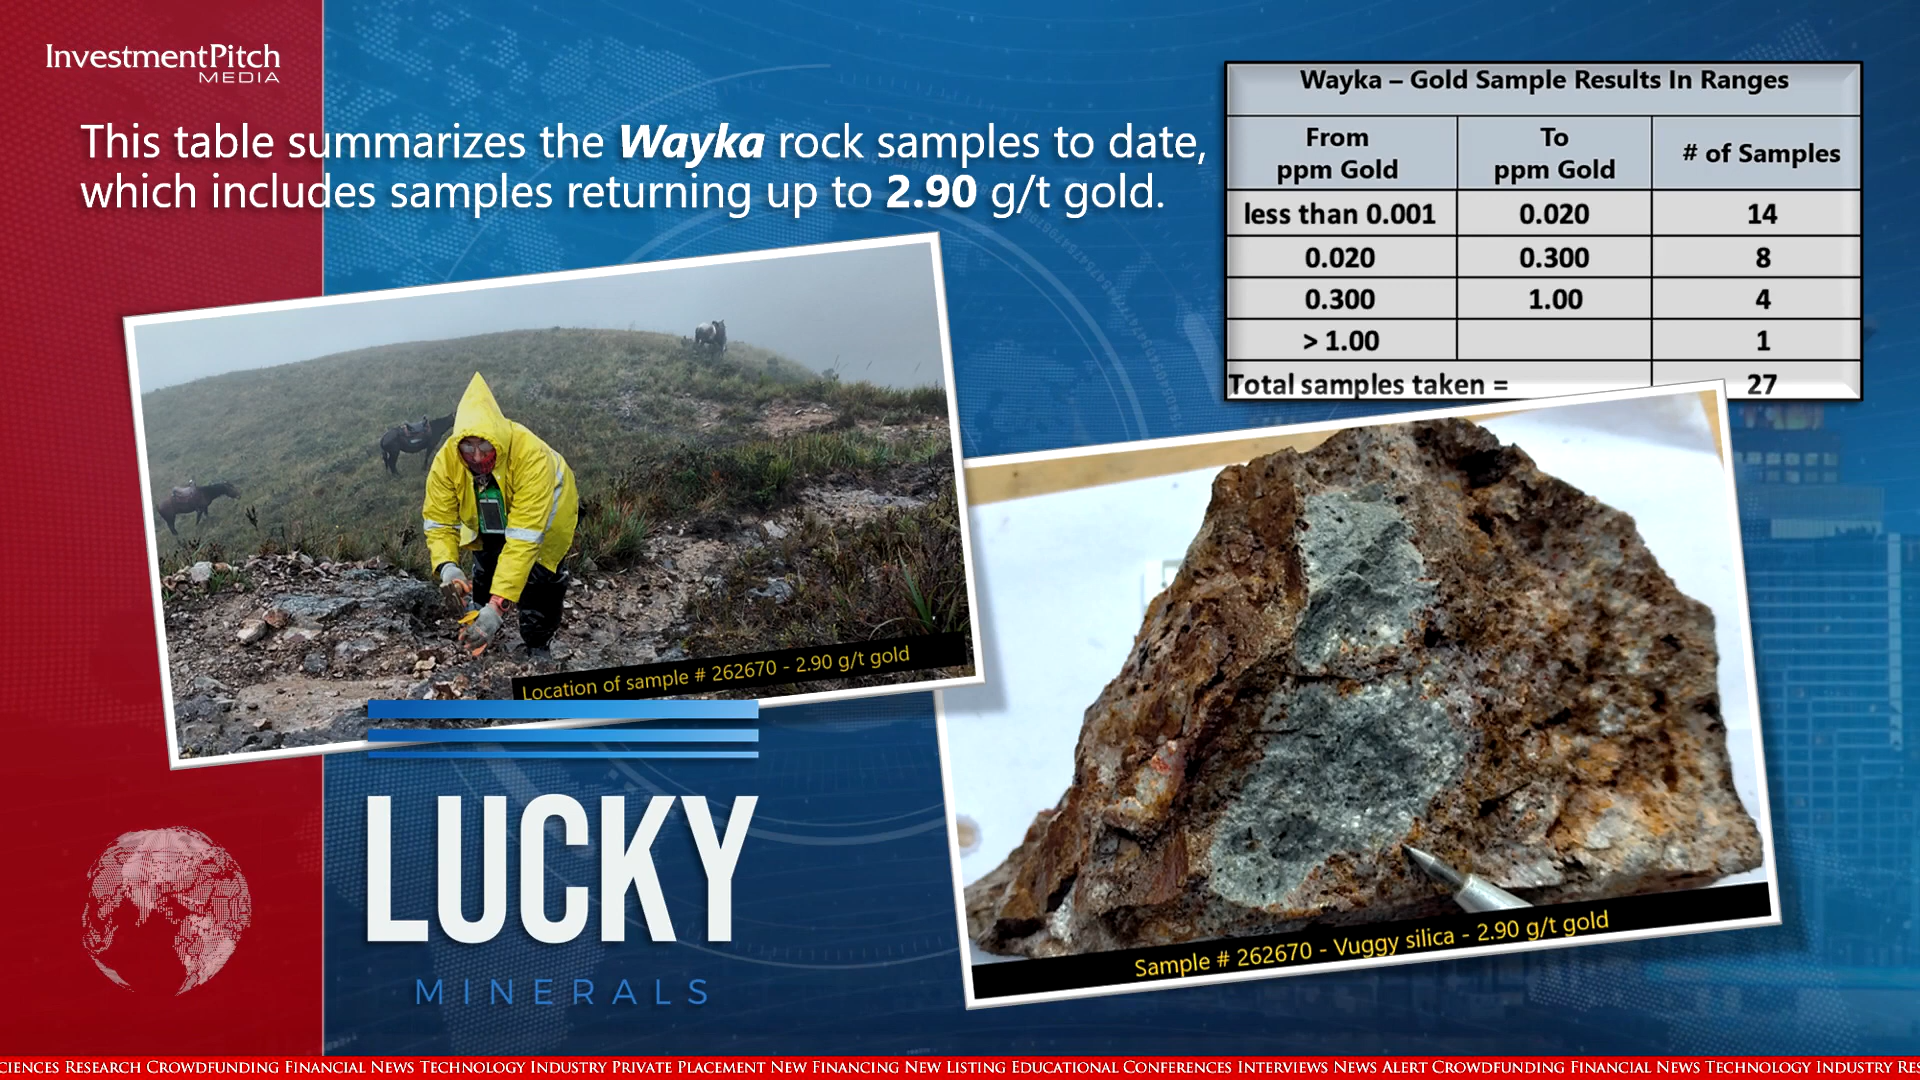 InvestmentPitch
MEDIA
This table summarizes the Wayka rock samples to date,
which includes samples returning up to 2.90 g/t gold.
Wayka – Gold Sample Results In Ranges
From ppm Gold To ppm Gold # of Samples
less than 0.001 0.020 14
0.020 0.300 8
0.300 1.00 4
> 1.00 1
Total samples taken = 27
Location of sample # 262670 - 2.90 g/t gold
Sample # 262670 - Vuggy silica - 2.90 g/t gold
LUCKY
MINERALS
CIENCES RESEARCH CROWDFUNDING FINANCIAL NEWS TECHNOLOGY INDUSTRY PRIVATE PLACEMENT NEW FINANCING NEW LISTING EDUCATIONAL CONFERENCES INTERVIEWS NEWS ALERT CROWDFUNDING FINANCIAL NEWS TECHNOLOGY INDUSTRY RES